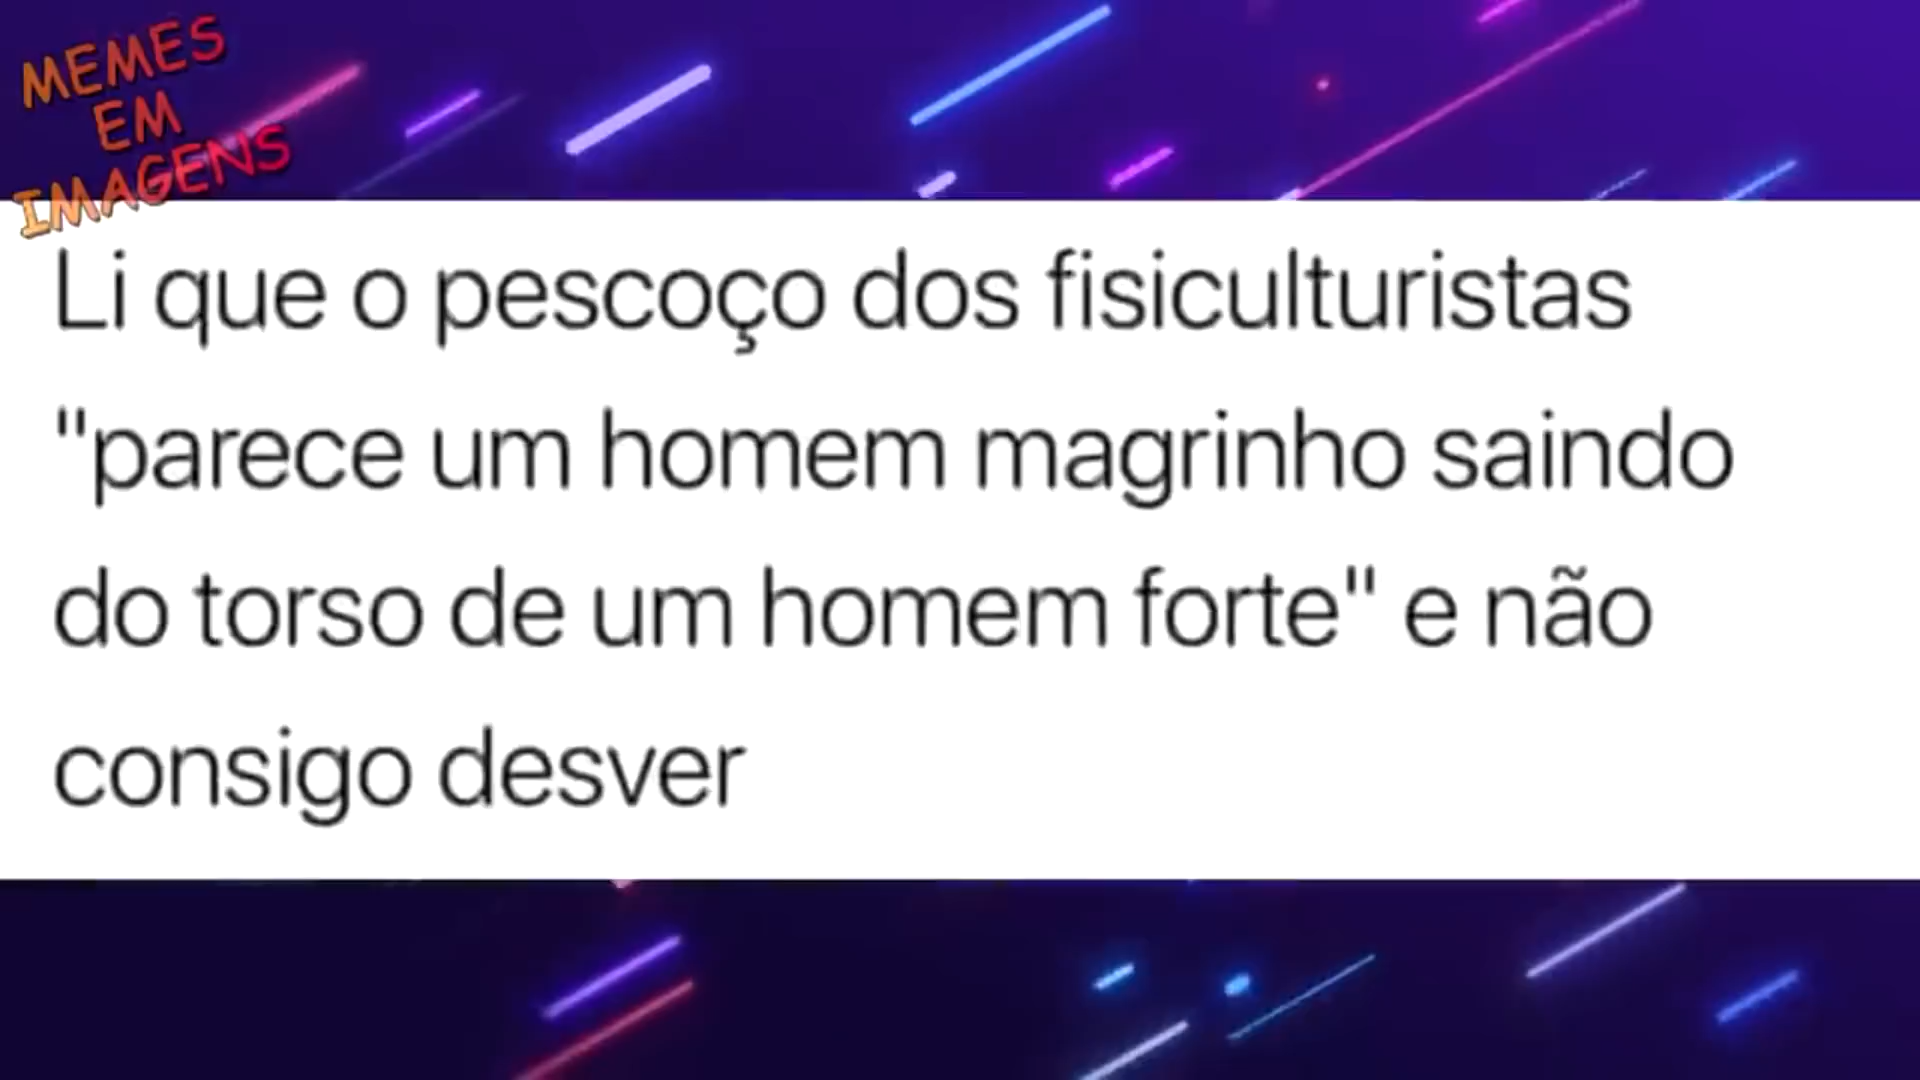 MEMES
EM
IMAGENS
Li que o pescoço dos fisiculturistas
"parece um homem magrinho saindo
do torso de um homem forte" e não
consigo desver